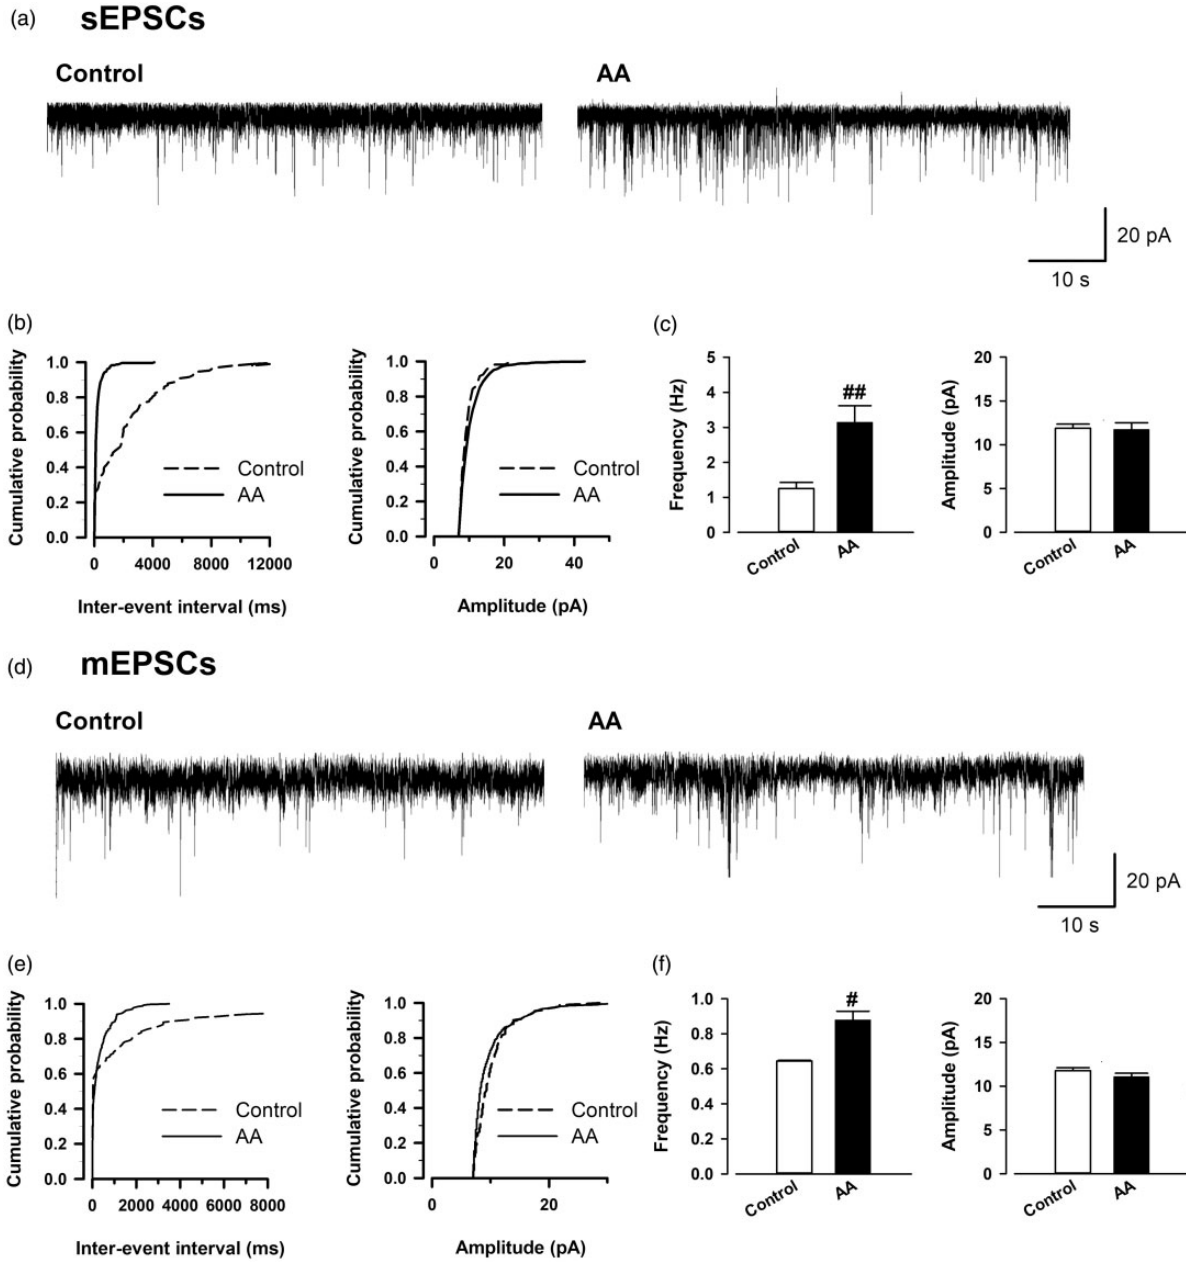 (a) sEPSCs
Control
AA
20 pA
10 s
(b)
Cumulative probability
1.0
0.8
0.6
0.4
0.2
0.0
Control
AA
0 4000 8000 12000
Inter-event interval (ms)
Cumulative probability
1.0
0.8
0.6
0.4
0.2
0.0
Control
AA
0 20 40
Amplitude (pA)
(c)
Frequency (Hz)
5
4
3
2
1
0
##
Control AA
Amplitude (pA)
20
15
10
5
0
Control AA
(d) mEPSCs
Control
AA
20 pA
10 s
(e)
Cumulative probability
1.0
0.8
0.6
0.4
0.2
0.0
Control
AA
0 2000 4000 6000 8000
Inter-event interval (ms)
Cumulative probability
1.0
0.8
0.6
0.4
0.2
0.0
Control
AA
0 20
Amplitude (pA)
(f)
Frequency (Hz)
1.0
0.8
0.6
0.4
0.2
0.0
#
Control AA
Amplitude (pA)
20
15
10
5
0
Control AA